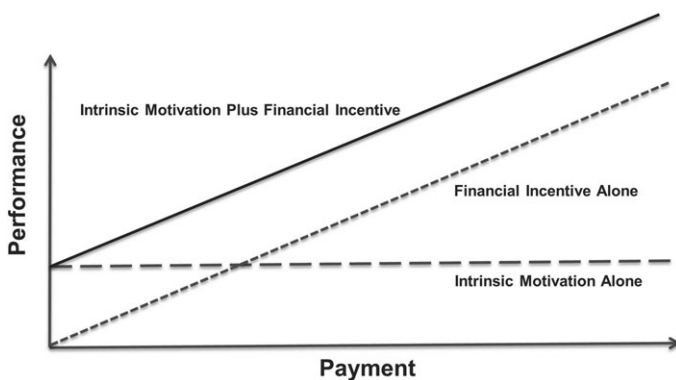 Intrinsic Motivation Plus Financial Incentive
Performance
Financial Incentive Alone
Intrinsic Motivation Alone
Payment